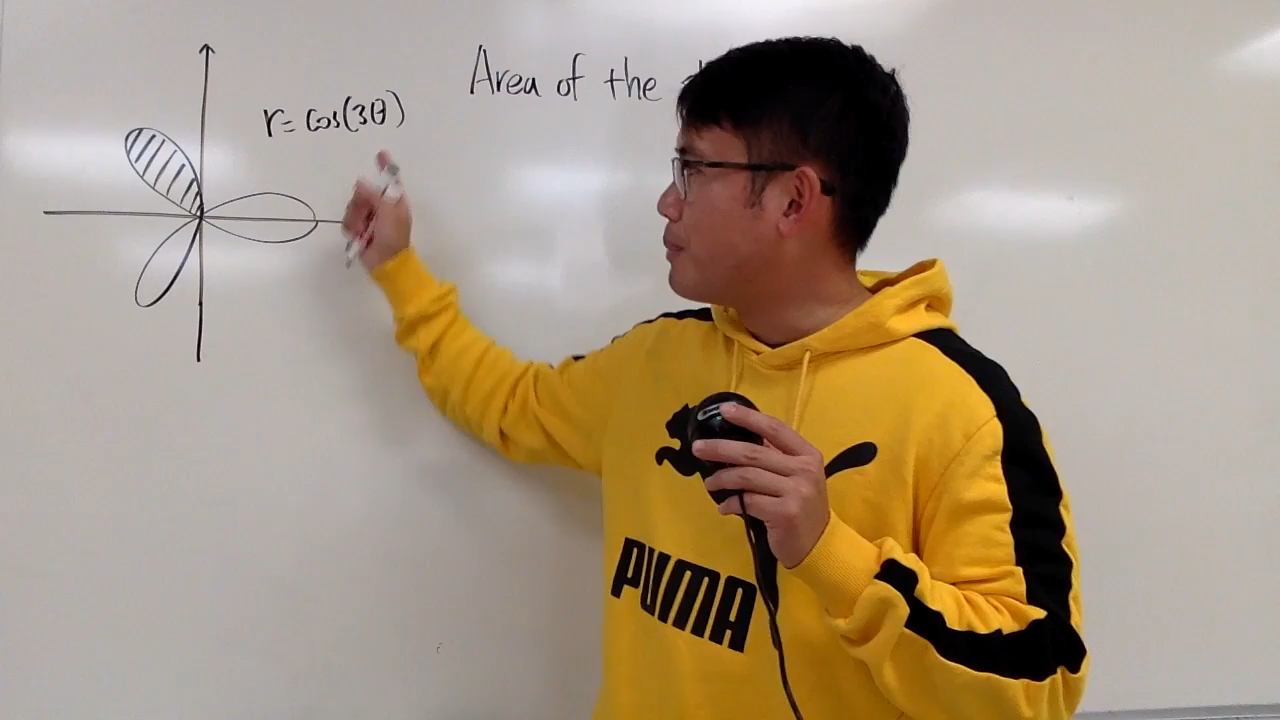 Area of the
r = cos(3θ)
PUMA